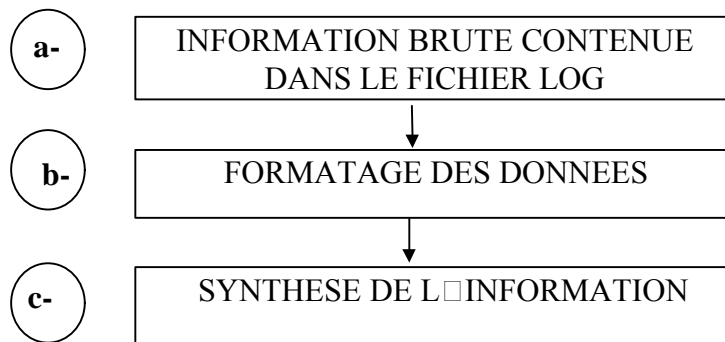 a-
INFORMATION BRUTE CONTENUE
DANS LE FICHIER LOG
b-
FORMATAGE DES DONNEES
c-
SYNTHESE DE L□INFORMATION